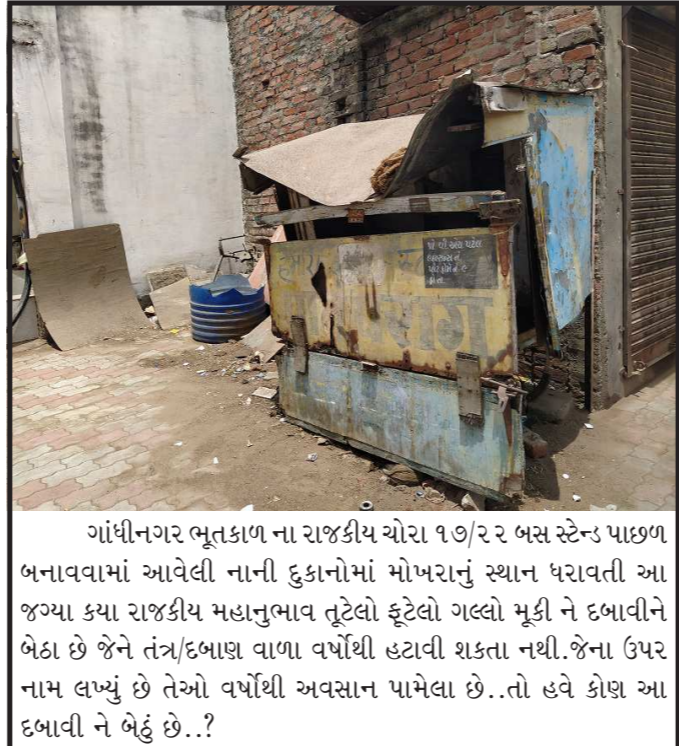 પરાગ
ગાંધીનગર ભૂતકાળ ના રાજકીય ચોરા ૧૭/૨૨ બસ સ્ટેન્ડ પાછળ
બનાવવામાં આવેલી નાની દુકાનોમાં મોખરાનું સ્થાન ધરાવતી આ
જગ્યા કયા રાજકીય મહાનુભાવ તૂટેલો ફૂટેલો ગલ્લો મૂકી ને દબાવીને
બેઠા છે જેને તંત્ર/દબાણ વાળા વર્ષોથી હટાવી શકતા નથી.જેના ઉપર
નામ લખ્યું છે તેઓ વર્ષોથી અવસાન પામેલા છે..તો હવે કોણ આ
દબાવી ને બેઠું છે..?